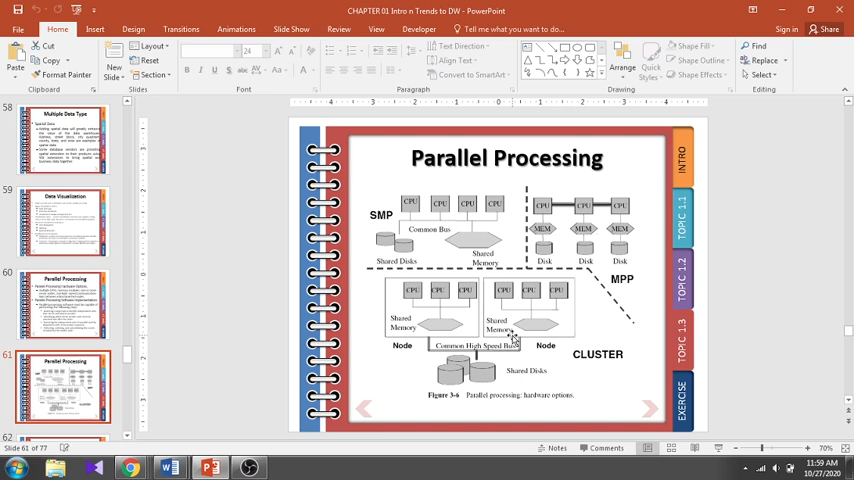 CHAPTER 01 Intro n Trends to DW - PowerPoint
Sign in
Share
File Home Insert Design Transitions Animations Slide Show Review View Developer Tell me what you want to do...
Cut
Copy
Format Painter
Paste
Clipboard
New
Slide
Layout
Reset
Section
Slides
24
B I U S abc AV Aa A
Font
Text Direction
Align Text
Convert to SmartArt
Paragraph
Arrange
Quick
Styles
Shape Fill
Shape Outline
Shape Effects
Drawing
Find
Replace
Select
Editing
58
Multiple Data Type
59
Data Visualization
60
Parallel Processing
61
Parallel Processing
62
Parallel Processing
SMP
CPU CPU CPU CPU
Common Bus
Shared Disks
Shared
Memory
CPU CPU CPU
MEM MEM MEM
Disk Disk Disk
MPP
CPU CPU CPU
Shared
Memory
Node
CPU CPU CPU
Shared
Memory
Node
Common High Speed Bus
CLUSTER
Shared Disks
Figure 3-6 Parallel processing: hardware options.
INTRO
TOPIC 1.1
TOPIC 1.2
TOPIC 1.3
EXERCISE
Slide 61 of 77
Notes
Comments
70%
11:59 AM
10/27/2020